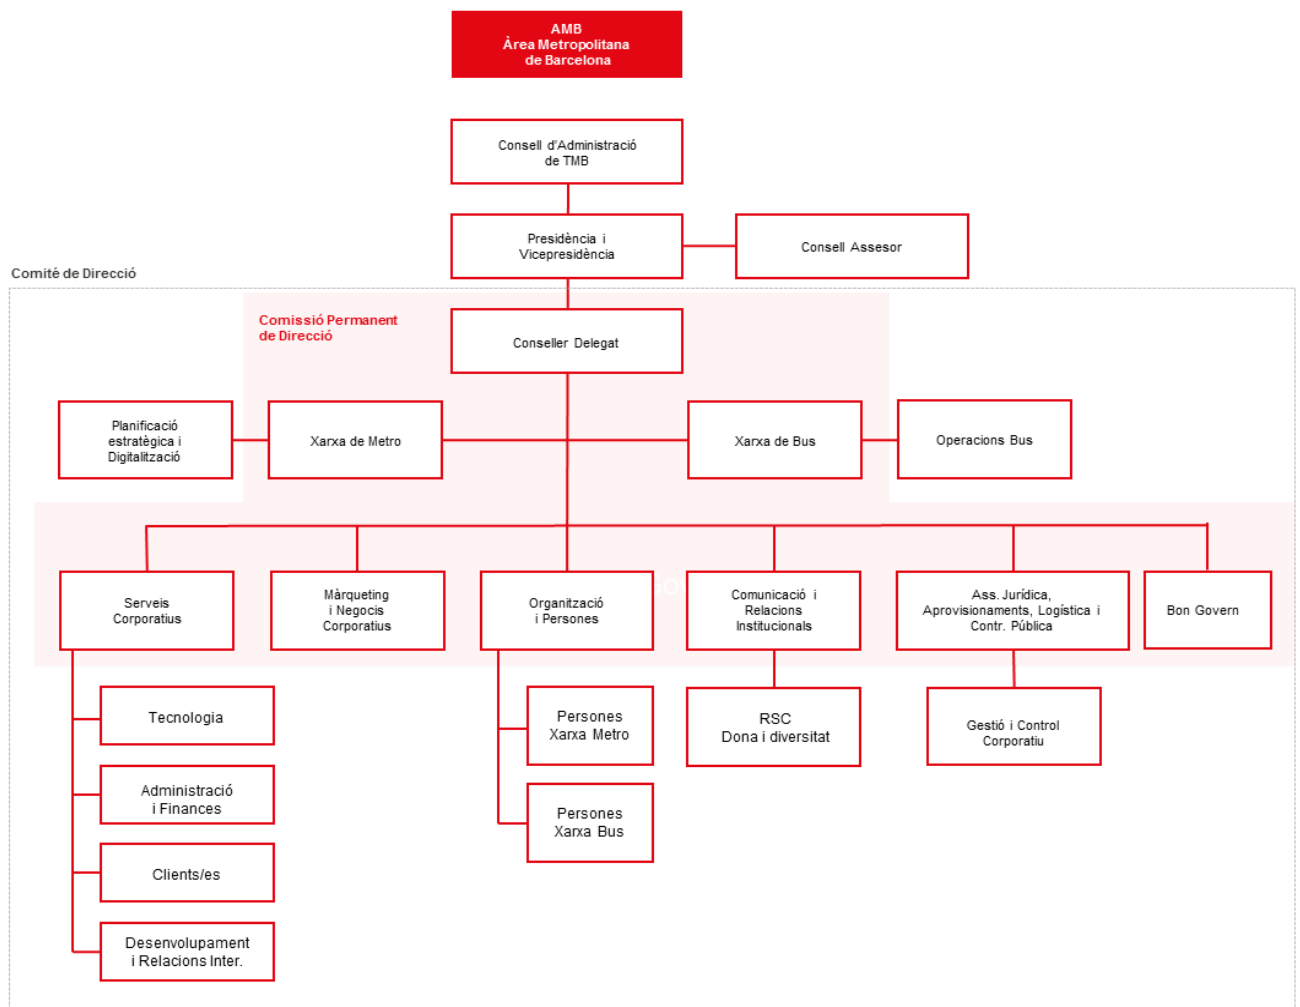 AMB
Àrea Metropolitana
de Barcelona
Consell d'Administració
de TMB
Presidència i
Vicepresidència
Consell Assesor
Comité de Direcció
Comissió Permanent
de Direcció
Conseller Delegat
Planificació
estratègica i
Digitalització
Xarxa de Metro
Xarxa de Bus
Operacions Bus
Serveis
Corporatius
Màrqueting
i Negocis
Corporatius
Organització
i Persones
Comunicació i
Relacions
Institucionals
Ass. Jurídica,
Aprovisionaments, Logística i
Contr. Pública
Bon Govern
Tecnologia
Administració
i Finances
Clients/es
Desenvolupament
i Relacions Inter.
Persones
Xarxa Metro
Persones
Xarxa Bus
RSC
Dona i diversitat
Gestió i Control
Corporatiu